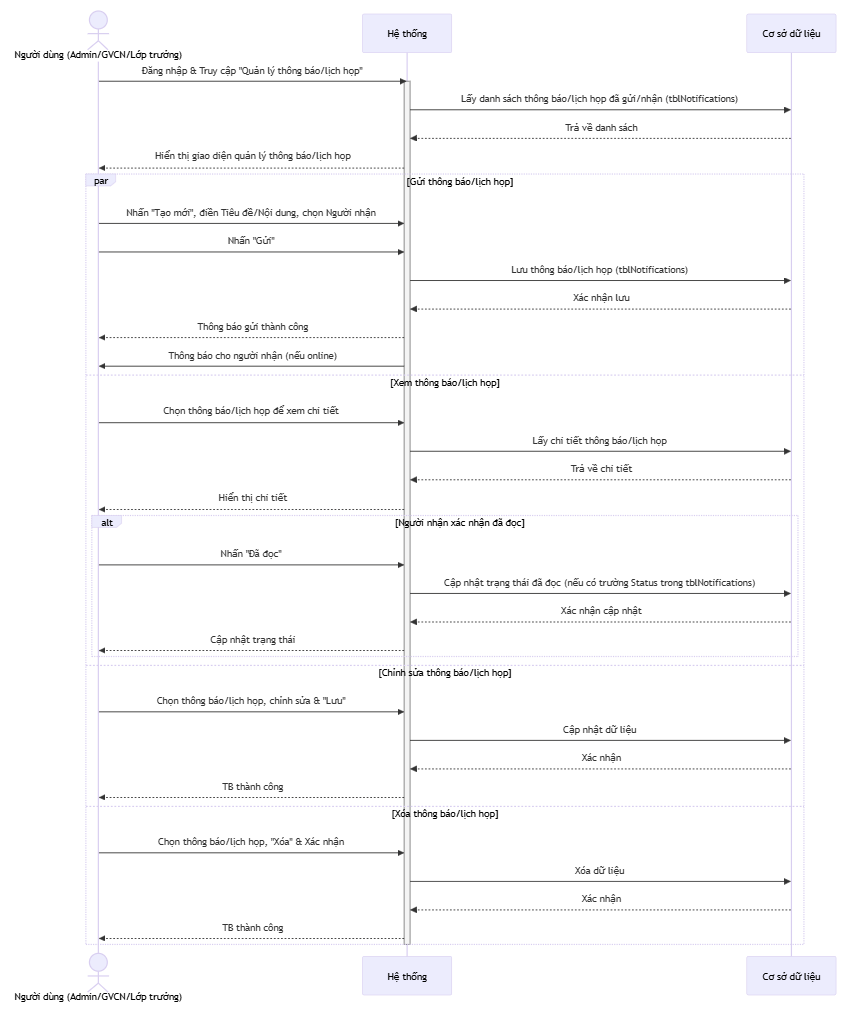 Hệ thống
Cơ sở dữ liệu
Người dùng (Admin/GVCN/Lớp trưởng)
Đăng nhập & Truy cập "Quản lý thông báo/lịch họp"
Lấy danh sách thông báo/lịch họp đã gửi/nhận (tblNotifications)
Trả về danh sách
Hiển thị giao diện quản lý thông báo/lịch họp
par
[Gửi thông báo/lịch họp]
Nhấn "Tạo mới", điền Tiêu đề/Nội dung, chọn Người nhận
Nhấn "Gửi"
Lưu thông báo/lịch họp (tblNotifications)
Xác nhận lưu
Thông báo gửi thành công
Thông báo cho người nhận (nếu online)
[Xem thông báo/lịch họp]
Chọn thông báo/lịch họp để xem chi tiết
Lấy chi tiết thông báo/lịch họp
Trả về chi tiết
Hiển thị chi tiết
alt
[Người nhận xác nhận đã đọc]
Nhấn "Đã đọc"
Cập nhật trạng thái đã đọc (nếu có trường Status trong tblNotifications)
Xác nhận cập nhật
Cập nhật trạng thái
[Chỉnh sửa thông báo/lịch họp]
Chọn thông báo/lịch họp, chỉnh sửa & "Lưu"
Cập nhật dữ liệu
Xác nhận
TB thành công
[Xóa thông báo/lịch họp]
Chọn thông báo/lịch họp, "Xóa" & Xác nhận
Xóa dữ liệu
Xác nhận
TB thành công
Hệ thống
Cơ sở dữ liệu
Người dùng (Admin/GVCN/Lớp trưởng)